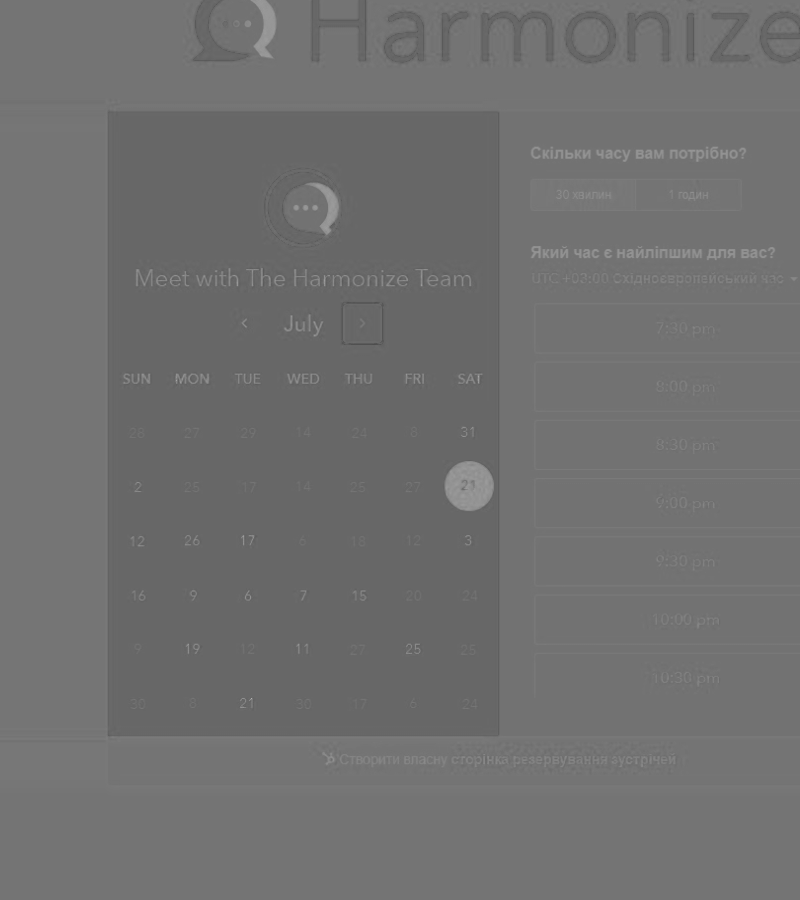 Harmonize
Meet with The Harmonize Team
July
SUN MON TUE WED THU FRI SAT
28 27 29 14 24 6 31
2 25 17 14 25 27 21
12 26 17 6 18 12 3
16 9 6 7 15 20 24
9 19 12 11 27 25 25
30 8 21 30 17 6 24
Скільки часу вам потрібно?
30 хвилин 1 годин
Який час є найліпшим для вас?
UTC +03:00 Східноєвропейський час
7:30 pm
8:00 pm
8:30 pm
9:00 pm
9:30 pm
10:00 pm
10:30 pm
Створити власну сторінка резервування зустрічей